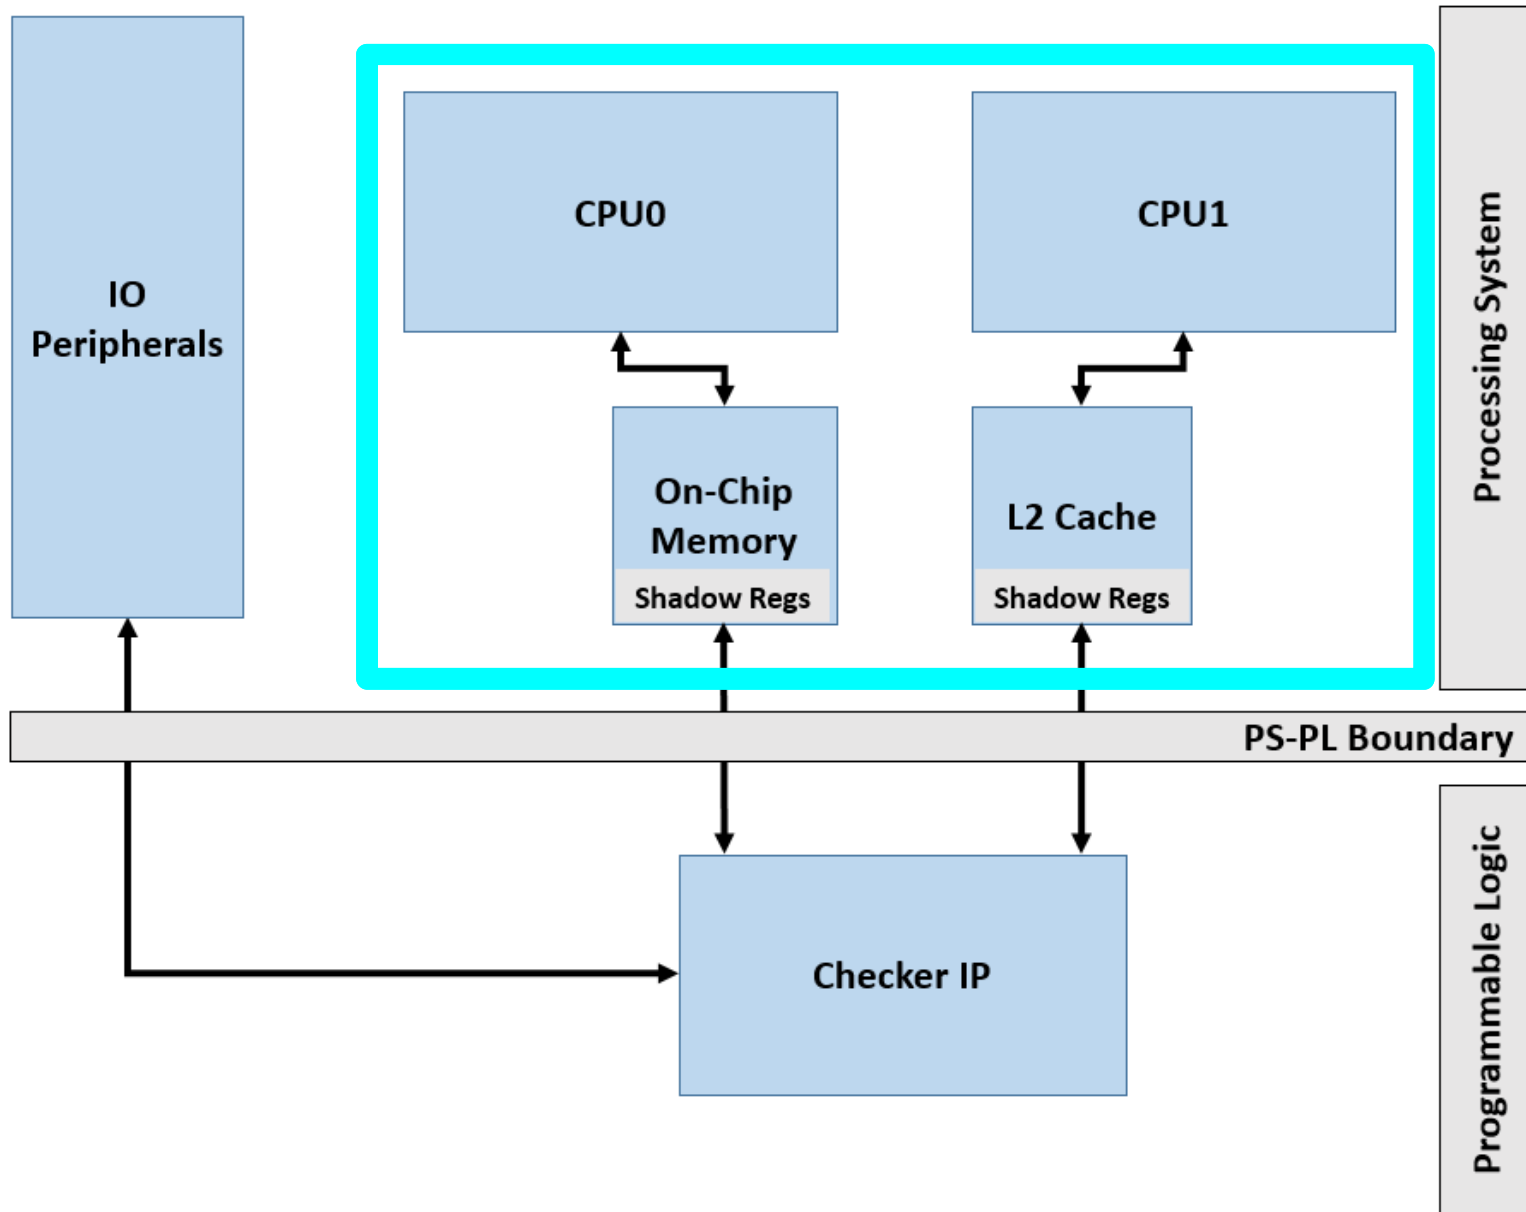 IO
Peripherals
CPU0
CPU1
On-Chip
Memory
Shadow Regs
L2 Cache
Shadow Regs
Processing System
PS-PL Boundary
Checker IP
Programmable Logic